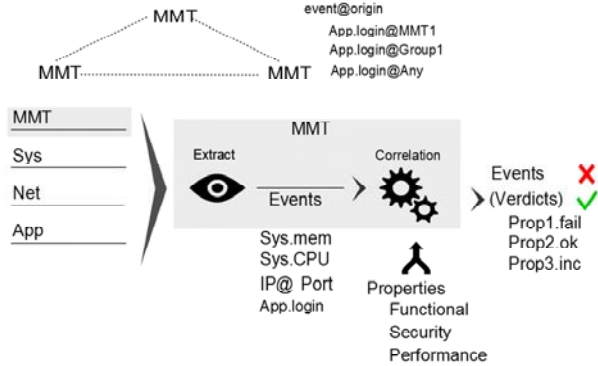 MMT
MMT
MMT
event@origin
App.login@MMT1
App.login@Group1
App.login@Any
MMT
Sys
Net
App
MMT
Extract
Correlation
Events
Sys.mem
Sys.CPU
IP@ Port
App.login
Properties
Functional
Security
Performance
Events
(Verdicts)
Prop1.fail
Prop2.ok
Prop3.inc